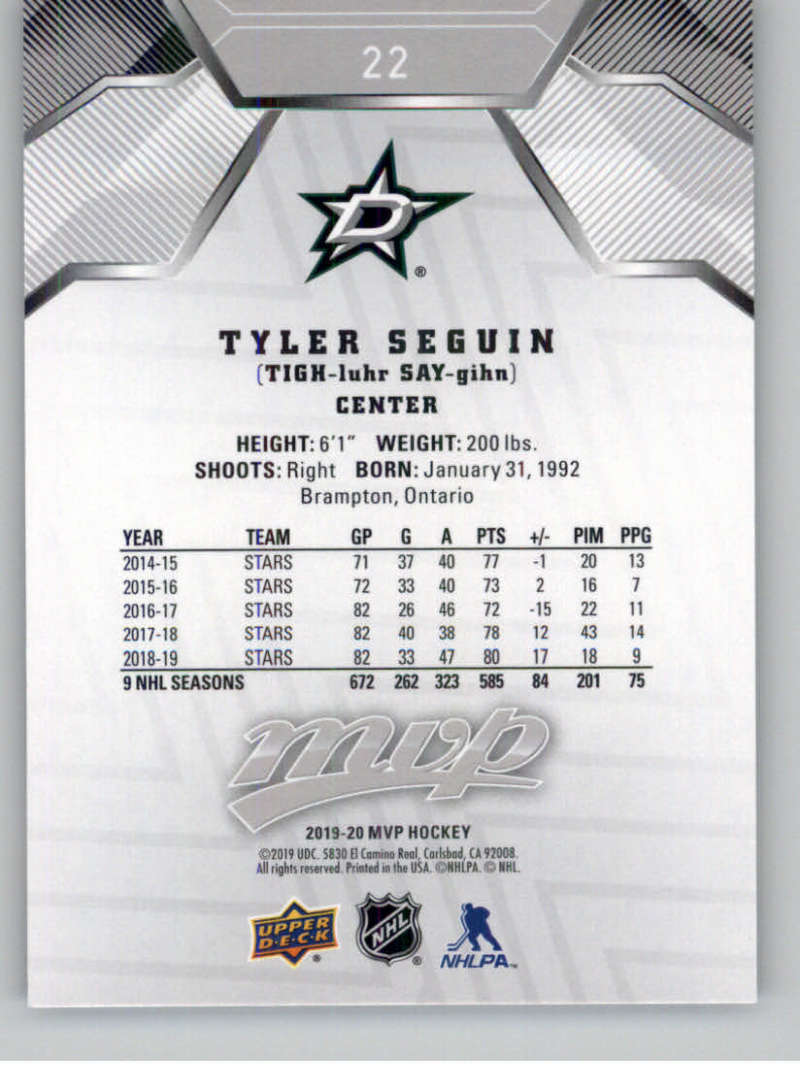 22
D
®
TYLER SEGUIN
(TIGH-luhr SAY-gihn)
CENTER
HEIGHT: 6'1" WEIGHT: 200 lbs.
SHOOTS: Right BORN: January 31, 1992
Brampton, Ontario
YEAR TEAM GP G A PTS +/- PIM PPG
2014-15 STARS 71 37 40 77 -1 20 13
2015-16 STARS 72 33 40 73 2 16 7
2016-17 STARS 82 26 46 72 -15 22 11
2017-18 STARS 82 40 38 78 12 43 14
2018-19 STARS 82 33 47 80 17 18 9
9 NHL SEASONS 672 262 323 585 84 201 75
mvp
2019-20 MVP HOCKEY
©2019 UDC. 5830 El Camino Real, Carlsbad, CA 92008.
All rights reserved. Printed in the USA. ©NHLPA. © NHL.
UPPER DECK ® NHL ® NHLPA™